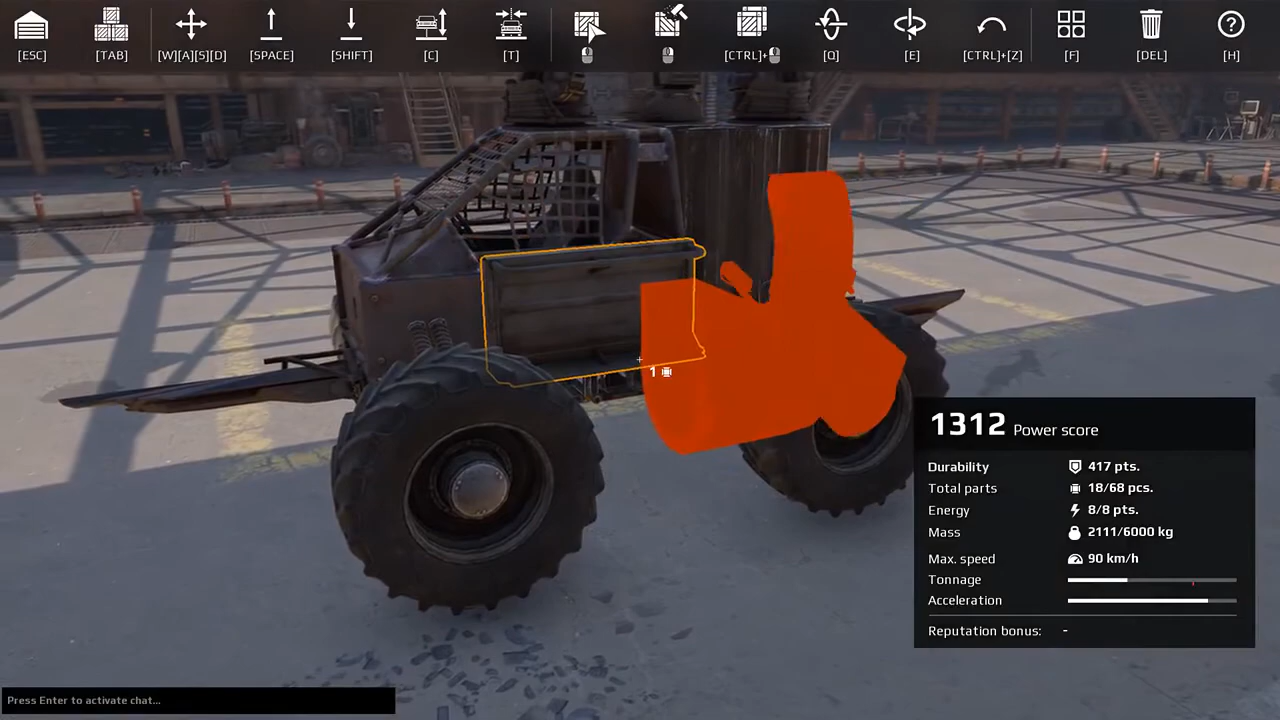 [ESC]
[TAB]
[W][A][S][D]
[SPACE]
[SHIFT]
[C]
[T]
[CTRL]+
[Q]
[E]
[CTRL]+[Z]
[F]
[DEL]
?
[H]
1
1312 Power score
Durability 417 pts.
Total parts 18/68 pcs.
Energy 8/8 pts.
Mass 2111/6000 kg
Max. speed 90 km/h
Tonnage
Acceleration
Reputation bonus: -
Press Enter to activate chat...